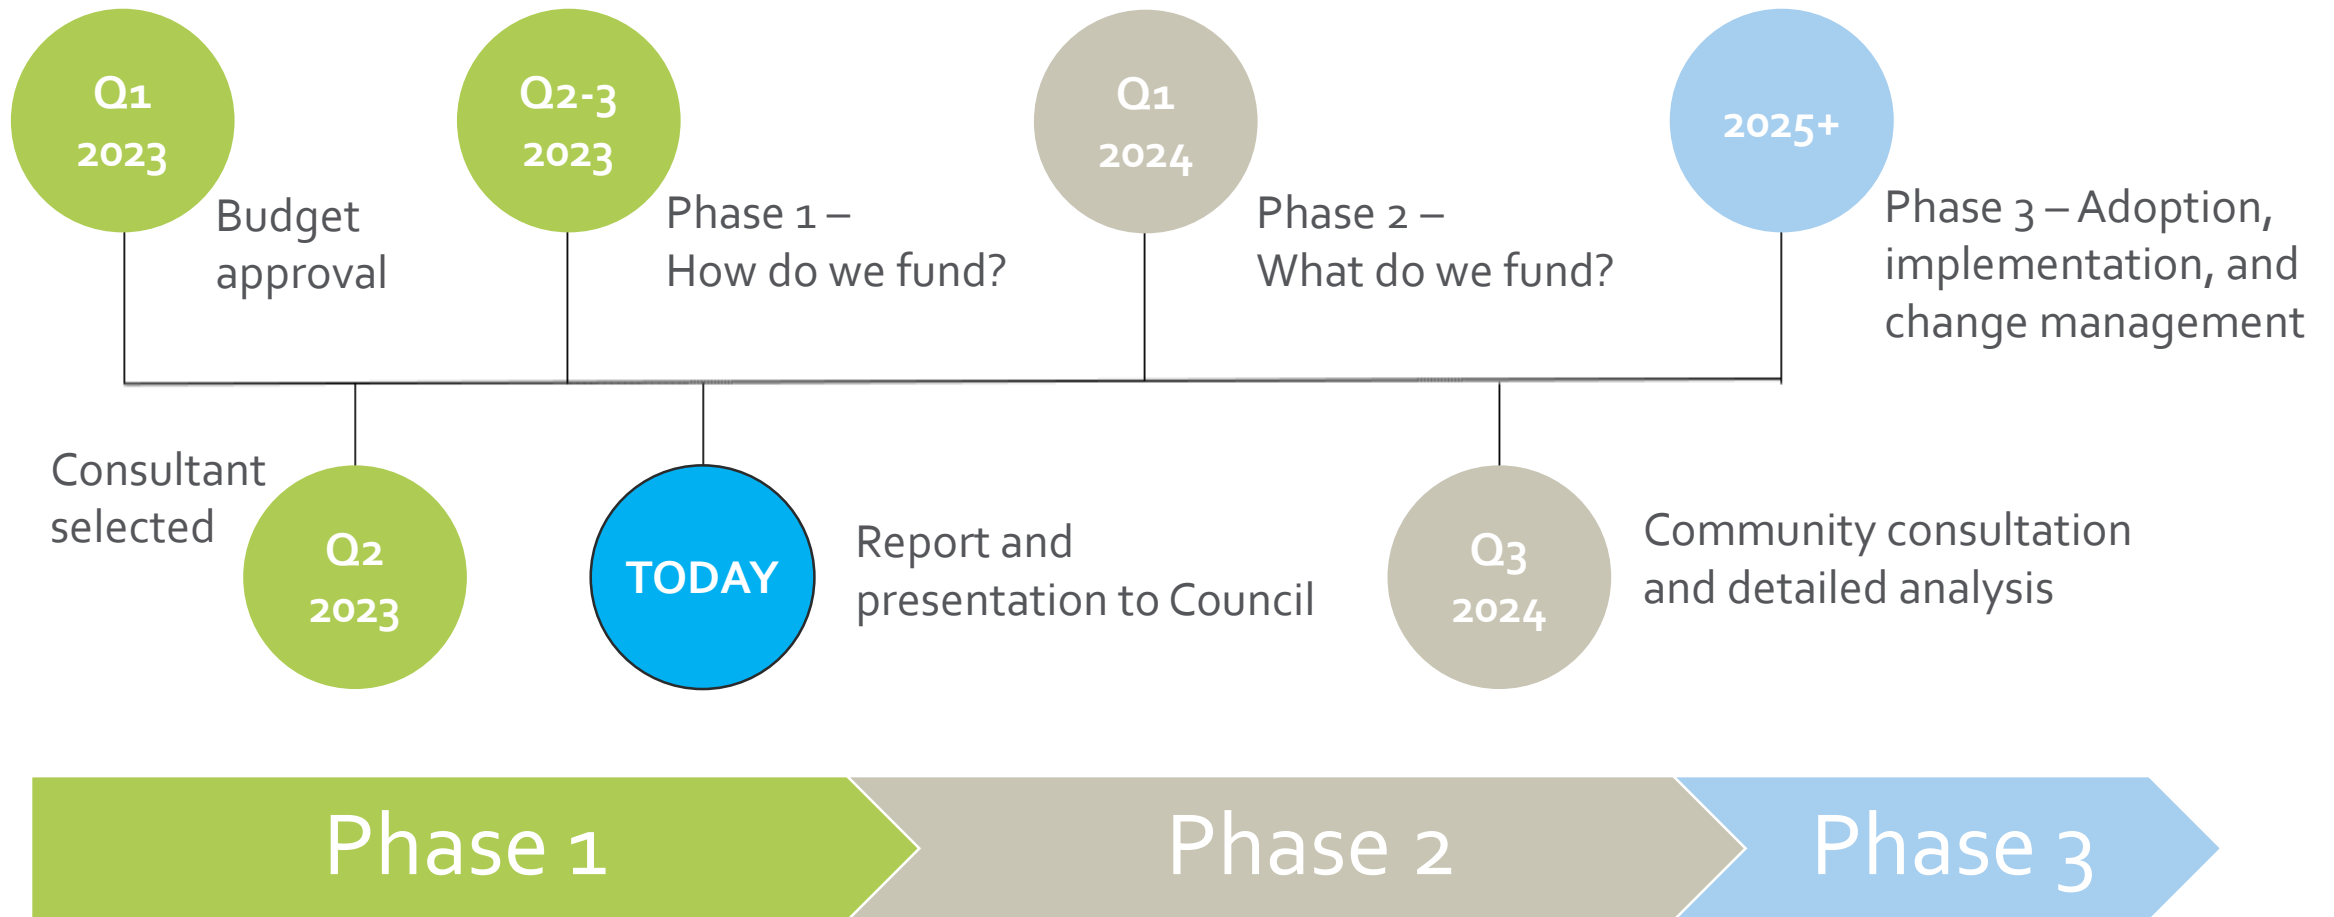 Q1
2023
Budget
approval
Q2-3
2023
Phase 1 –
How do we fund?
Q1
2024
Phase 2 –
What do we fund?
2025+
Phase 3 – Adoption,
implementation, and
change management
Consultant
selected
Q2
2023
TODAY
Report and
presentation to Council
Q3
2024
Community consultation
and detailed analysis
Phase 1
Phase 2
Phase 3